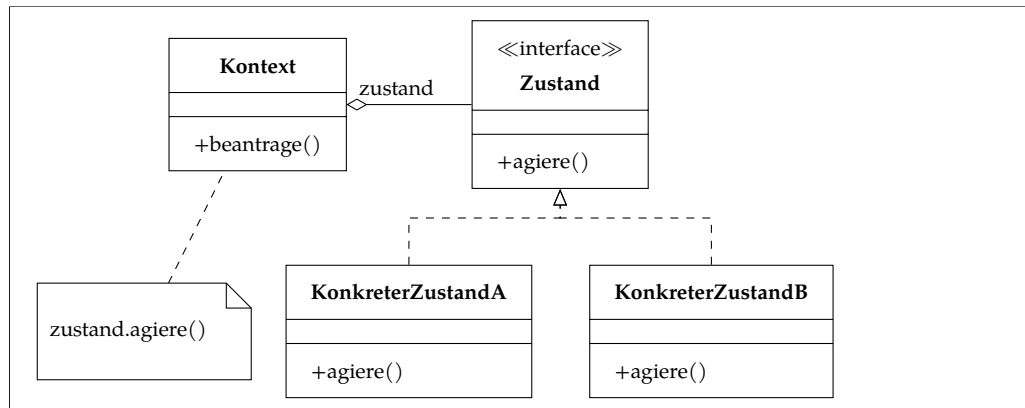 Kontext
+beantrage()
zustand
≪interface≫
Zustand
+agiere()
zustand.agiere()
KonkreterZustandA
+agiere()
KonkreterZustandB
+agiere()